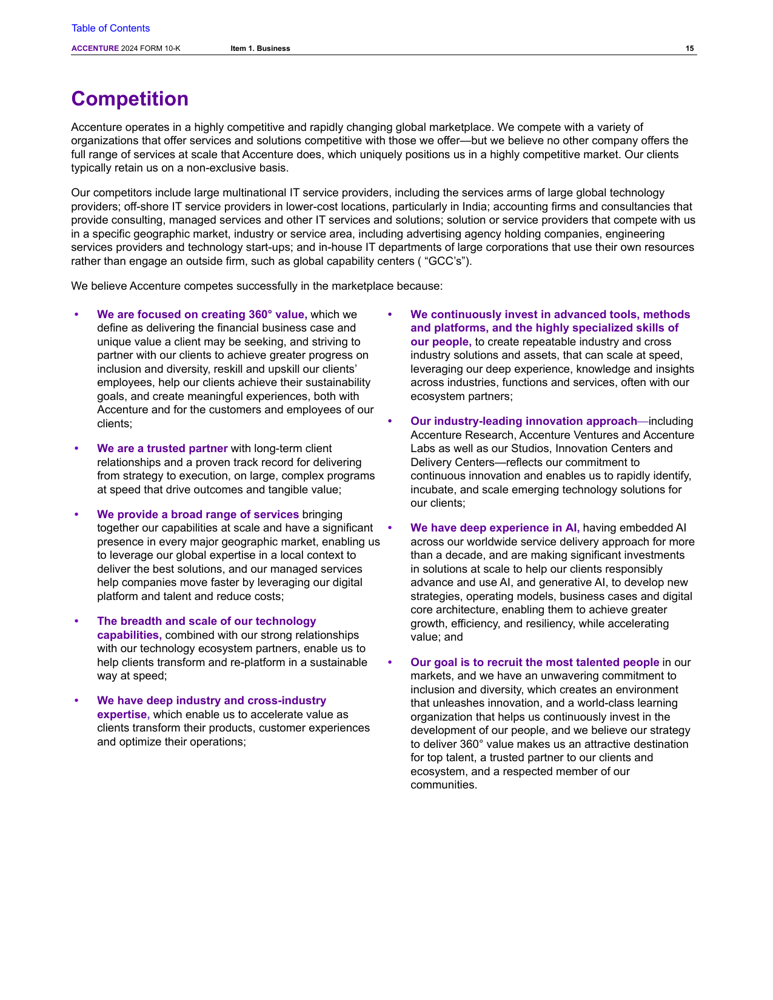 Table of Contents
ACCENTURE 2024 FORM 10-K Item 1. Business 15
Competition
Accenture operates in a highly competitive and rapidly changing global marketplace. We compete with a variety of
organizations that offer services and solutions competitive with those we offer—but we believe no other company offers the
full range of services at scale that Accenture does, which uniquely positions us in a highly competitive market. Our clients
typically retain us on a non-exclusive basis.
Our competitors include large multinational IT service providers, including the services arms of large global technology
providers; off-shore IT service providers in lower-cost locations, particularly in India; accounting firms and consultancies that
provide consulting, managed services and other IT services and solutions; solution or service providers that compete with us
in a specific geographic market, industry or service area, including advertising agency holding companies, engineering
services providers and technology start-ups; and in-house IT departments of large corporations that use their own resources
rather than engage an outside firm, such as global capability centers ( “GCC’s”).
We believe Accenture competes successfully in the marketplace because:
• We are focused on creating 360° value, which we
define as delivering the financial business case and
unique value a client may be seeking, and striving to
partner with our clients to achieve greater progress on
inclusion and diversity, reskill and upskill our clients’
employees, help our clients achieve their sustainability
goals, and create meaningful experiences, both with
Accenture and for the customers and employees of our
clients;
• We are a trusted partner with long-term client
relationships and a proven track record for delivering
from strategy to execution, on large, complex programs
at speed that drive outcomes and tangible value;
• We provide a broad range of services bringing
together our capabilities at scale and have a significant
presence in every major geographic market, enabling us
to leverage our global expertise in a local context to
deliver the best solutions, and our managed services
help companies move faster by leveraging our digital
platform and talent and reduce costs;
• The breadth and scale of our technology
capabilities, combined with our strong relationships
with our technology ecosystem partners, enable us to
help clients transform and re-platform in a sustainable
way at speed;
• We have deep industry and cross-industry
expertise, which enable us to accelerate value as
clients transform their products, customer experiences
and optimize their operations;
• We continuously invest in advanced tools, methods
and platforms, and the highly specialized skills of
our people, to create repeatable industry and cross
industry solutions and assets, that can scale at speed,
leveraging our deep experience, knowledge and insights
across industries, functions and services, often with our
ecosystem partners;
• Our industry-leading innovation approach—including
Accenture Research, Accenture Ventures and Accenture
Labs as well as our Studios, Innovation Centers and
Delivery Centers—reflects our commitment to
continuous innovation and enables us to rapidly identify,
incubate, and scale emerging technology solutions for
our clients;
• We have deep experience in AI, having embedded AI
across our worldwide service delivery approach for more
than a decade, and are making significant investments
in solutions at scale to help our clients responsibly
advance and use AI, and generative AI, to develop new
strategies, operating models, business cases and digital
core architecture, enabling them to achieve greater
growth, efficiency, and resiliency, while accelerating
value; and
• Our goal is to recruit the most talented people in our
markets, and we have an unwavering commitment to
inclusion and diversity, which creates an environment
that unleashes innovation, and a world-class learning
organization that helps us continuously invest in the
development of our people, and we believe our strategy
to deliver 360° value makes us an attractive destination
for top talent, a trusted partner to our clients and
ecosystem, and a respected member of our
communities.